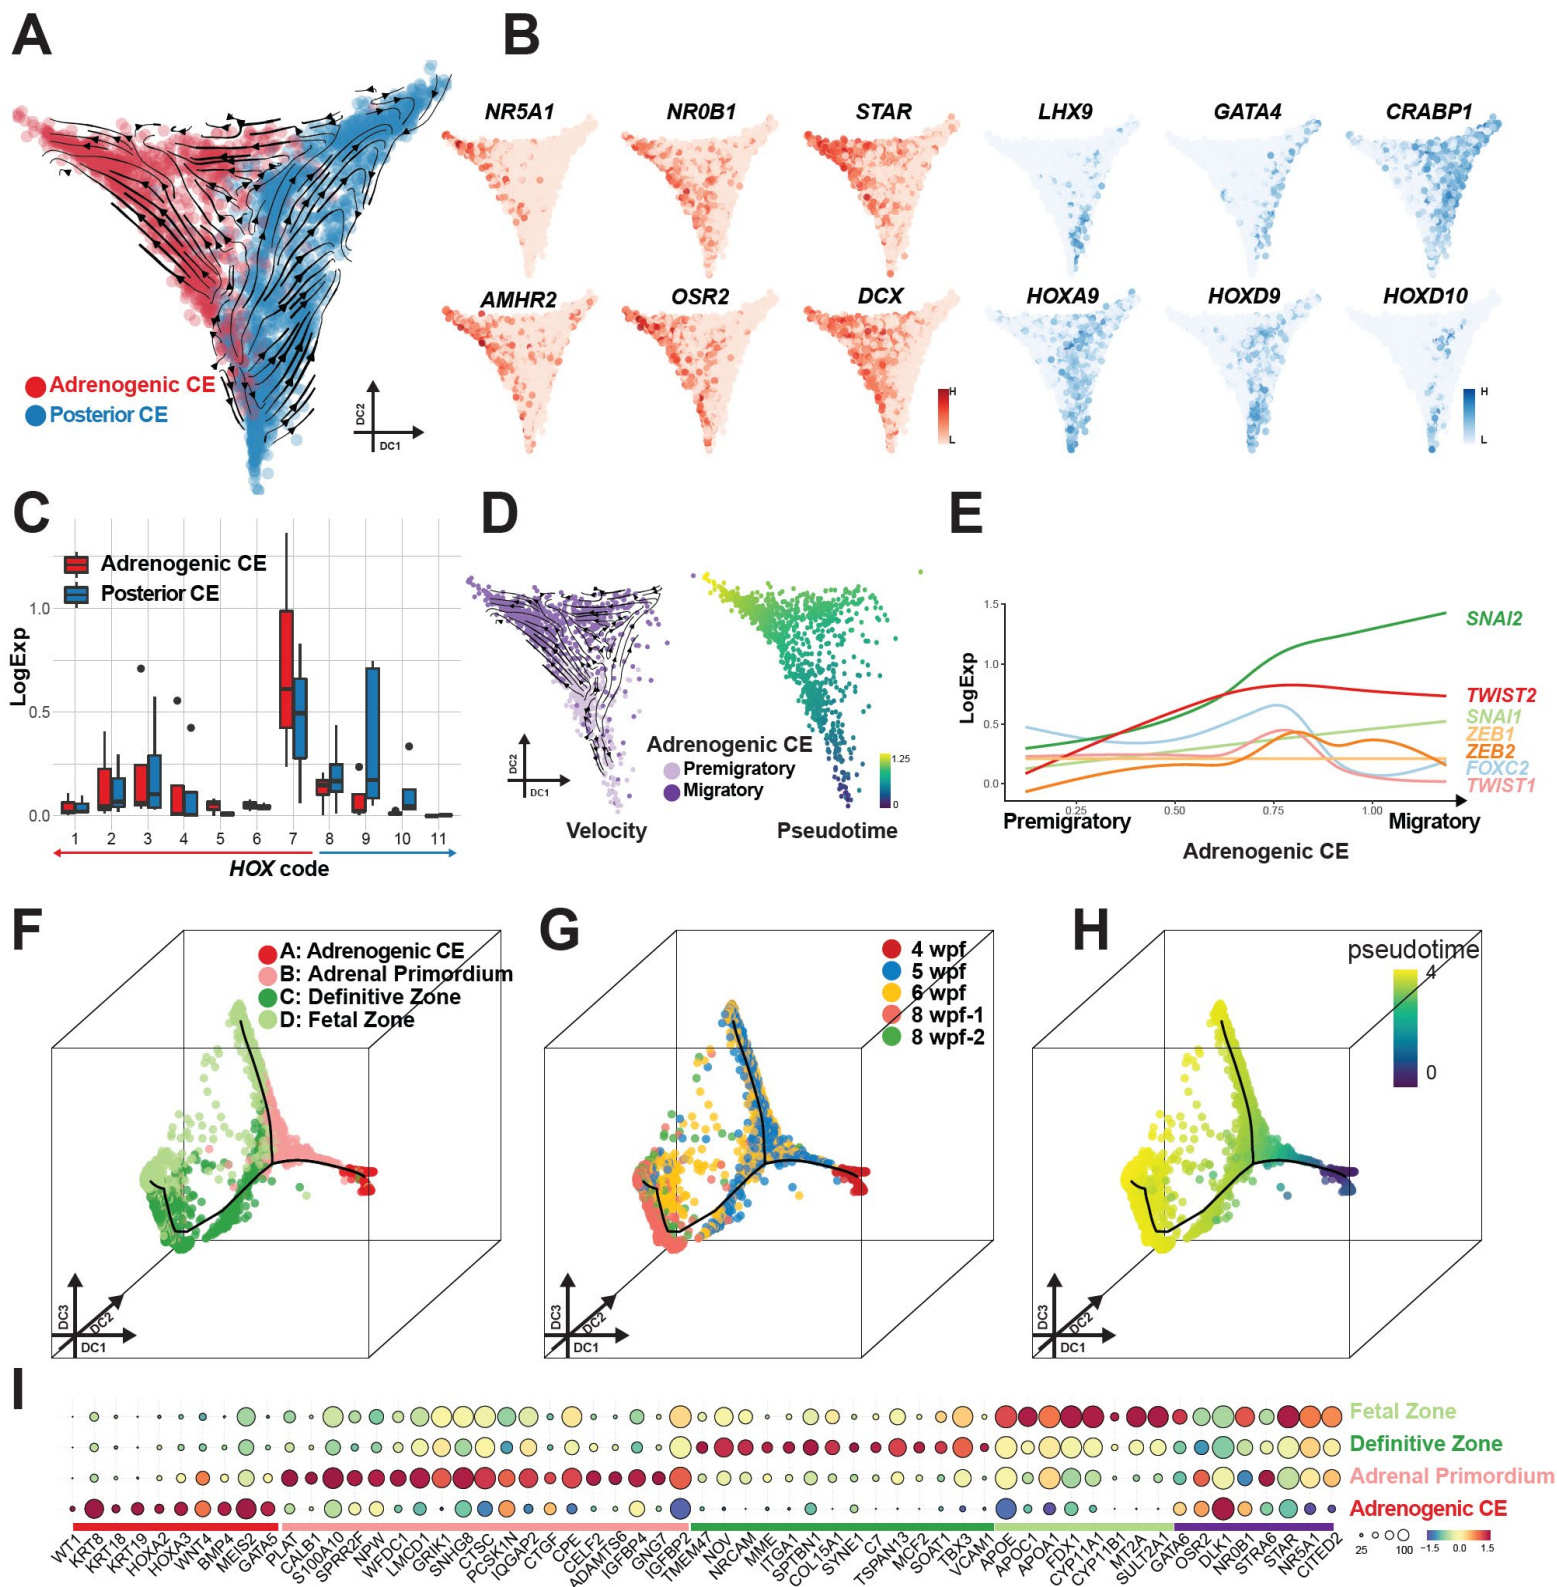 A
B
NR5A1
NR0B1
STAR
LHX9
GATA4
CRABP1
AMHR2
OSR2
DCX
HOXA9
HOXD9
HOXD10
H
L
H
L
Adrenogenic CE
Posterior CE
DC2
DC1
C
Adrenogenic CE
Posterior CE
LogExp
1.0
0.5
0.0
1 2 3 4 5 6 7 8 9 10 11
HOX code
D
DC2
DC1
Adrenogenic CE
Premigratory
Migratory
Velocity
1.25
0
Pseudotime
E
LogExp
1.5
1.0
0.5
0.0
SNAI2
TWIST2
SNAI1
ZEB1
ZEB2
FOXC2
TWIST1
0.25 0.50 0.75 1.00
Premigratory
Migratory
Adrenogenic CE
F
A: Adrenogenic CE
B: Adrenal Primordium
C: Definitive Zone
D: Fetal Zone
DC3
DC2
DC1
G
4 wpf
5 wpf
6 wpf
8 wpf-1
8 wpf-2
DC3
DC2
DC1
H
pseudotime
4
0
DC3
DC2
DC1
I
Fetal Zone
Definitive Zone
Adrenal Primordium
Adrenogenic CE
WT1
KRT8
KRT18
KRT19
HOXA2
HOXA3
WNT4
BMP4
MEIS2
GATA5
PLAT
CALB1
S100A10
SPRR2F
NPW
WFDC1
LMCD1
GRIK1
SNHG8
CTSC
PCSK1N
IQGAP2
CTGF
CPE
CELF2
ADAMTS6
IGFBP4
GNG7
IGFBP2
TMEM47
NOV
NRCAM
MME
ITGA1
SPTBN1
COL15A1
SYNE1
C7
TSPAN13
MCF2
SOAT1
TBX3
VCAM1
APOE
APOC1
APOA1
FDX1
CYP11A1
CYP11B1
MT2A
SULT2A1
GATA6
OSR2
DLK1
NR0B1
STRA6
STAR
NR5A1
CITED2
25 100
−1.5 0.0 1.5